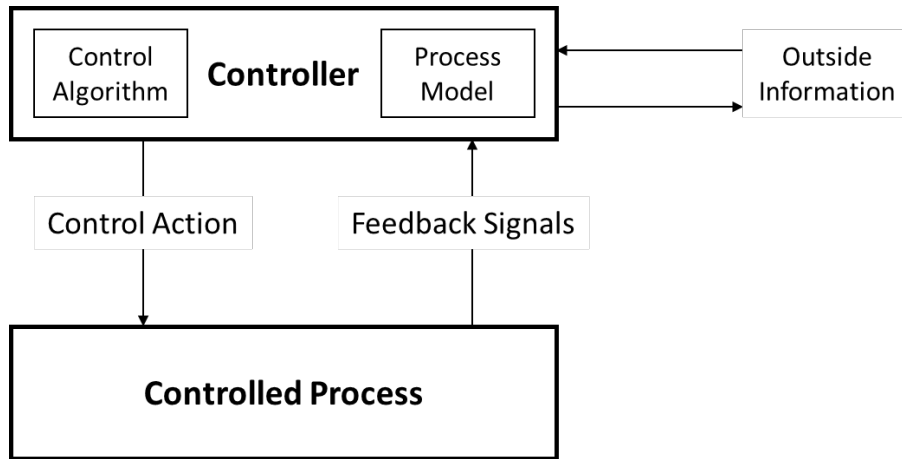 Control
Algorithm
Controller
Process
Model
Outside
Information
Control Action
Feedback Signals
Controlled Process